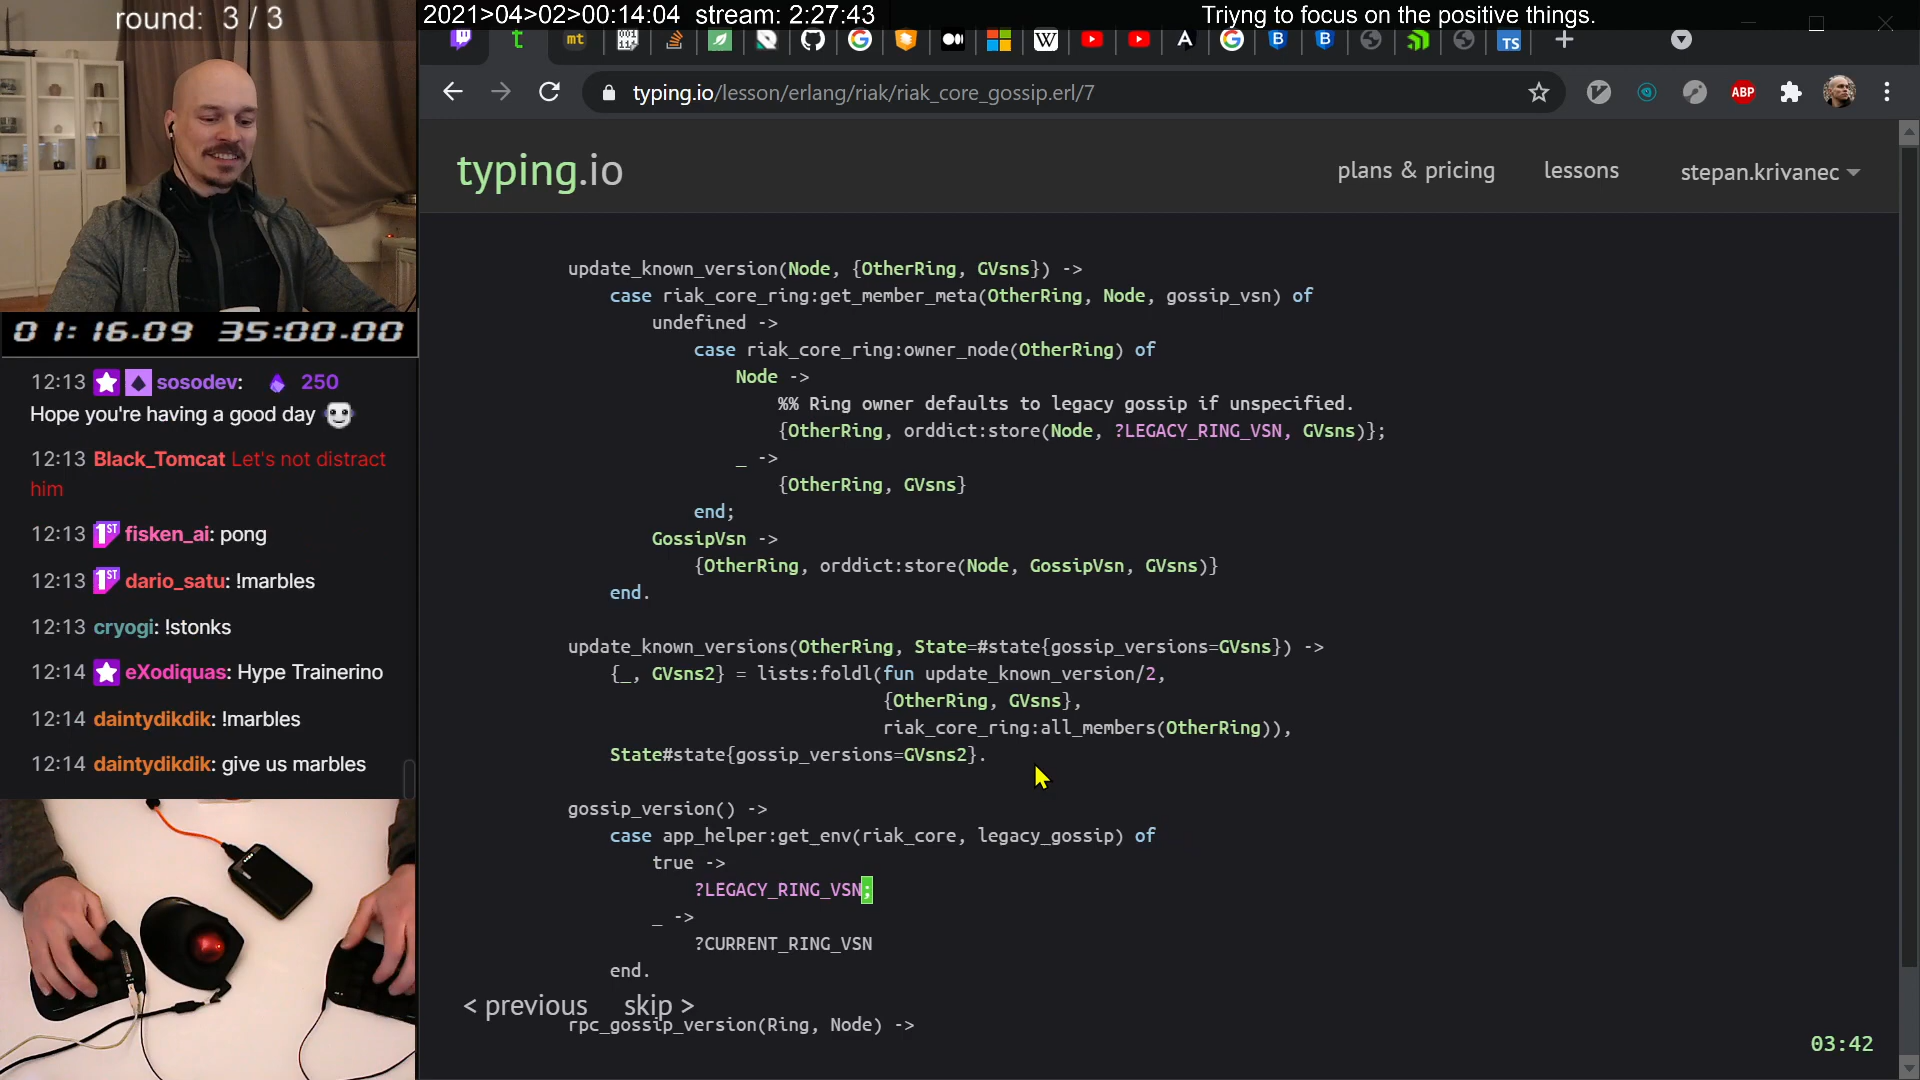 round: 3 / 3
2021>04>02>00:14:04 stream: 2:27:43
Triyng to focus on the positive things.
typing.io/lesson/erlang/riak/riak_core_gossip.erl/7
ABP
typing.io
plans & pricing
lessons
stepan.krivanec
01:16.09 35:00.00
12:13 sosodev: 250
Hope you're having a good day
12:13 Black_Tomcat Let's not distract
him
12:13 1ST fisken_ai: pong
12:13 1ST dario_satu: !marbles
12:13 cryogi: !stonks
12:14 eXodiquas: Hype Trainerino
12:14 daintydikdik: !marbles
12:14 daintydikdik: give us marbles
update_known_version(Node, {OtherRing, GVsns}) ->
case riak_core_ring:get_member_meta(OtherRing, Node, gossip_vsn) of
undefined ->
case riak_core_ring:owner_node(OtherRing) of
Node ->
%% Ring owner defaults to legacy gossip if unspecified.
{OtherRing, orddict:store(Node, ?LEGACY_RING_VSN, GVsns)};
_ ->
{OtherRing, GVsns}
end;
GossipVsn ->
{OtherRing, orddict:store(Node, GossipVsn, GVsns)}
end.
update_known_versions(OtherRing, State=#state{gossip_versions=GVsns}) ->
{_, GVsns2} = lists:foldl(fun update_known_version/2,
{OtherRing, GVsns},
riak_core_ring:all_members(OtherRing)),
State#state{gossip_versions=GVsns2}.
gossip_version() ->
case app_helper:get_env(riak_core, legacy_gossip) of
true ->
?LEGACY_RING_VSN;
_ ->
?CURRENT_RING_VSN
end.
< previous skip >
rpc_gossip_version(Ring, Node) ->
03:42